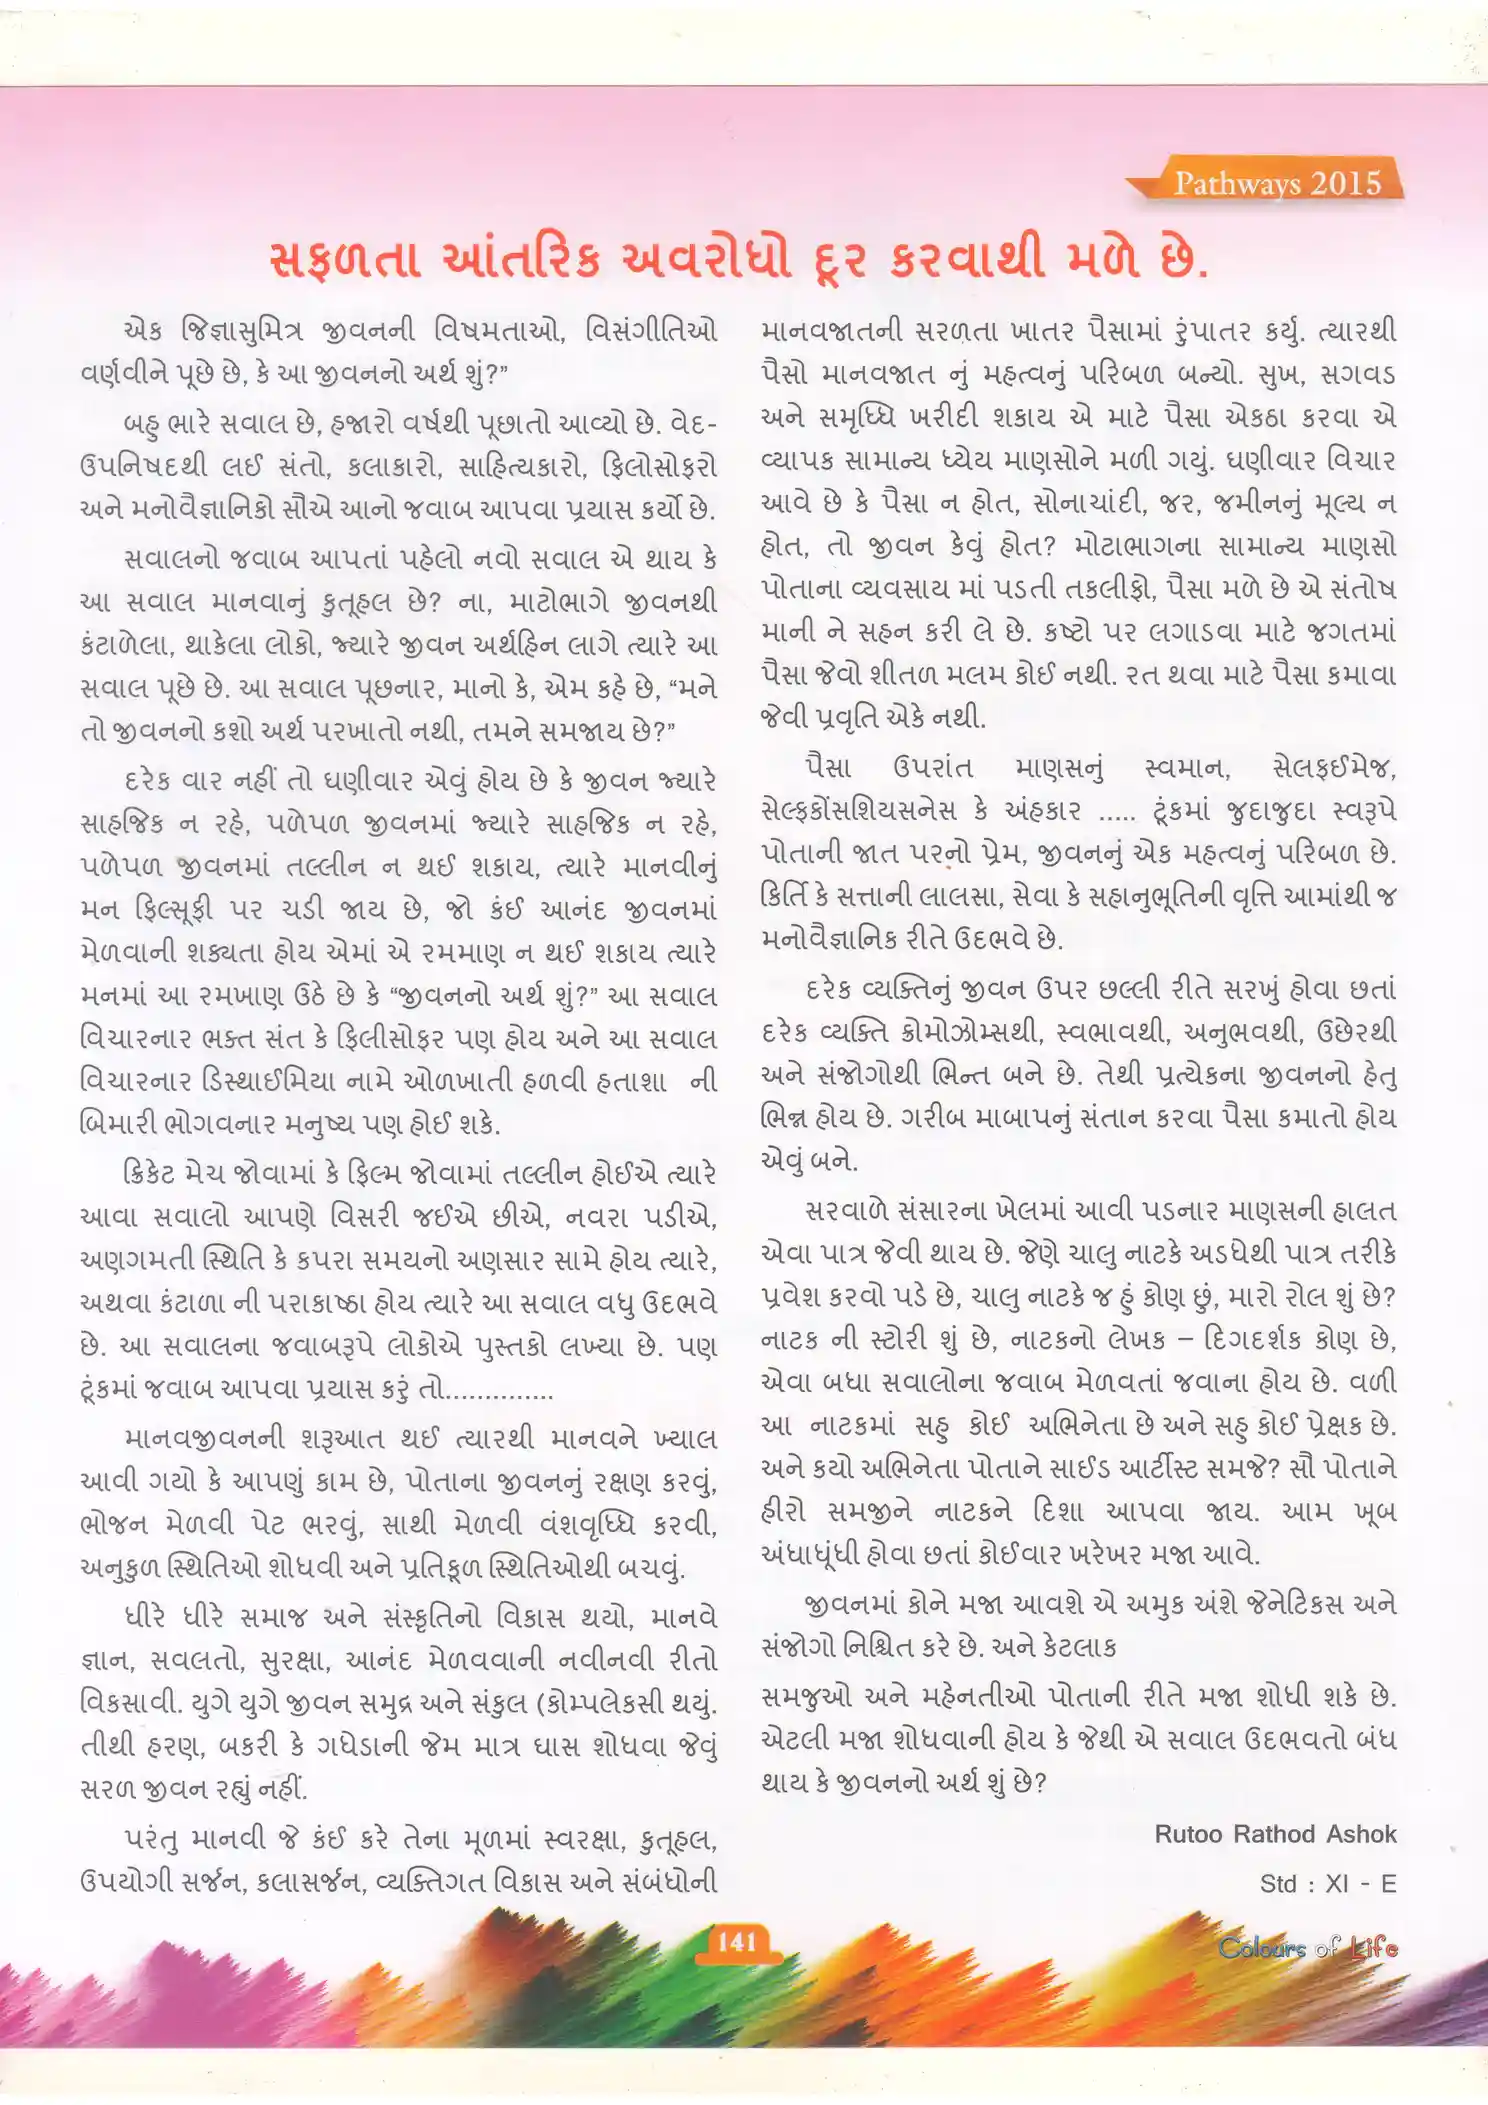 Pathways 2015
સફળતા આંતરિક અવરોધો દૂર કરવાથી મળે છે.
એક જિજ્ઞાસુમિત્ર જીવનની વિષમતાઓ, વિસંગીતિઓ
વર્ણવીને પૂછે છે, કે આ જીવનનો અર્થ શું?”
બહુ ભારે સવાલ છે, હજારો વર્ષથી પૂછાતો આવ્યો છે. વેદ-
ઉપનિષદથી લઈ સંતો, કલાકારો, સાહિત્યકારો, ફિલોસોફરો
અને મનોવૈજ્ઞાનિકો સૌએ આનો જવાબ આપવા પ્રયાસ કર્યો છે.
સવાલનો જવાબ આપતાં પહેલો નવો સવાલ એ થાય કે
આ સવાલ માનવાનું કુતૂહલ છે? ના, માટોભાગે જીવનથી
કંટાળેલા, થાકેલા લોકો, જ્યારે જીવન અર્થહિન લાગે ત્યારે આ
સવાલ પૂછે છે. આ સવાલ પૂછનાર, માનો કે, એમ કહે છે, “મને
તો જીવનનો કશો અર્થ પરખાતો નથી, તમને સમજાય છે?”
દરેક વાર નહીં તો ઘણીવાર એવું હોય છે કે જીવન જ્યારે
સાહજિક ન રહે, પળેપળ જીવનમાં જ્યારે સાહજિક ન રહે,
પળેપળ જીવનમાં તલ્લીન ન થઈ શકાય, ત્યારે માનવીનું
મન ફિલ્સૂફી પર ચડી જાય છે, જો કંઈ આનંદ જીવનમાં
મેળવાની શક્યતા હોય એમાં એ રમમાણ ન થઈ શકાય ત્યારે
મનમાં આ રમખાણ ઉઠે છે કે “જીવનનો અર્થ શું?” આ સવાલ
વિચારનાર ભક્ત સંત કે ફિલીસોફર પણ હોય અને આ સવાલ
વિચારનાર ડિસ્થાઈમિયા નામે ઓળખાતી હળવી હતાશા ની
બિમારી ભોગવનાર મનુષ્ય પણ હોઈ શકે.
ક્રિકેટ મેચ જોવામાં કે ફિલ્મ જોવામાં તલ્લીન હોઈએ ત્યારે
આવા સવાલો આપણે વિસરી જઈએ છીએ, નવરા પડીએ,
અણગમતી સ્થિતિ કે કપરા સમયનો અણસાર સામે હોય ત્યારે,
અથવા કંટાળા ની પરાકાષ્ઠા હોય ત્યારે આ સવાલ વધુ ઉદભવે
છે. આ સવાલના જવાબરૂપે લોકોએ પુસ્તકો લખ્યા છે. પણ
ટૂંકમાં જવાબ આપવા પ્રયાસ કરું તો..............
માનવજીવનની શરૂઆત થઈ ત્યારથી માનવને ખ્યાલ
આવી ગયો કે આપણું કામ છે, પોતાના જીવનનું રક્ષણ કરવું,
ભોજન મેળવી પેટ ભરવું, સાથી મેળવી વંશવૃધ્ધિ કરવી,
અનુકુળ સ્થિતિઓ શોધવી અને પ્રતિકૂળ સ્થિતિઓથી બચવું.
ધીરે ધીરે સમાજ અને સંસ્કૃતિનો વિકાસ થયો, માનવે
જ્ઞાન, સવલતો, સુરક્ષા, આનંદ મેળવવાની નવીનવી રીતો
વિકસાવી. યુગે યુગે જીવન સમુદ્ર અને સંકુલ (કોમ્પલેકસી થયું.
તીથી હરણ, બકરી કે ગધેડાની જેમ માત્ર ઘાસ શોધવા જેવું
સરળ જીવન રહ્યું નહીં.
પરંતુ માનવી જે કંઈ કરે તેના મૂળમાં સ્વરક્ષા, કુતૂહલ,
ઉપયોગી સર્જન, કલાસર્જન, વ્યક્તિગત વિકાસ અને સંબંધોની
માનવજાતની સરળતા ખાતર પૈસામાં રુંપાતર કર્યુ. ત્યારથી
પૈસો માનવજાત નું મહત્વનું પરિબળ બન્યો. સુખ, સગવડ
અને સમૃધ્ધિ ખરીદી શકાય એ માટે પૈસા એકઠા કરવા એ
વ્યાપક સામાન્ય ધ્યેય માણસોને મળી ગયું. ઘણીવાર વિચાર
આવે છે કે પૈસા ન હોત, સોનાચાંદી, જર, જમીનનું મૂલ્ય ન
હોત, તો જીવન કેવું હોત? મોટાભાગના સામાન્ય માણસો
પોતાના વ્યવસાય માં પડતી તકલીફો, પૈસા મળે છે એ સંતોષ
માની ને સહન કરી લે છે. કષ્ટો પર લગાડવા માટે જગતમાં
પૈસા જેવો શીતળ મલમ કોઈ નથી. રત થવા માટે પૈસા કમાવા
જેવી પ્રવૃતિ એકે નથી.
પૈસા ઉપરાંત માણસનું સ્વમાન, સેલફઈમેજ,
સેલ્ફકોંસશિયસનેસ કે અંહકાર ..... ટૂંકમાં જુદાજુદા સ્વરૂપે
પોતાની જાત પરનો પ્રેમ, જીવનનું એક મહત્વનું પરિબળ છે.
કિર્તિ કે સત્તાની લાલસા, સેવા કે સહાનુભૂતિની વૃત્તિ આમાંથી જ
મનોવૈજ્ઞાનિક રીતે ઉદભવે છે.
દરેક વ્યક્તિનું જીવન ઉપર છલ્લી રીતે સરખું હોવા છતાં
દરેક વ્યક્તિ ક્રોમોઝોમ્સથી, સ્વભાવથી, અનુભવથી, ઉછેરથી
અને સંજોગોથી ભિન્ત બને છે. તેથી પ્રત્યેકના જીવનનો હેતુ
ભિન્ન હોય છે. ગરીબ માબાપનું સંતાન કરવા પૈસા કમાતો હોય
એવું બને.
સરવાળે સંસારના ખેલમાં આવી પડનાર માણસની હાલત
એવા પાત્ર જેવી થાય છે. જેણે ચાલુ નાટકે અડધેથી પાત્ર તરીકે
પ્રવેશ કરવો પડે છે, ચાલુ નાટકે જ હું કોણ છું, મારો રોલ શું છે?
નાટક ની સ્ટોરી શું છે, નાટકનો લેખક – દિગદર્શક કોણ છે,
એવા બધા સવાલોના જવાબ મેળવતાં જવાના હોય છે. વળી
આ નાટકમાં સહુ કોઈ અભિનેતા છે અને સહુ કોઈ પ્રેક્ષક છે.
અને કયો અભિનેતા પોતાને સાઈડ આર્ટીસ્ટ સમજે? સૌ પોતાને
હીરો સમજીને નાટકને દિશા આપવા જાય. આમ ખૂબ
અંધાધૂંધી હોવા છતાં કોઈવાર ખરેખર મજા આવે.
જીવનમાં કોને મજા આવશે એ અમુક અંશે જેનેટિકસ અને
સંજોગો નિશ્ચિત કરે છે. અને કેટલાક
સમજુઓ અને મહેનતીઓ પોતાની રીતે મજા શોધી શકે છે.
એટલી મજા શોધવાની હોય કે જેથી એ સવાલ ઉદભવતો બંધ
થાય કે જીવનનો અર્થ શું છે?
Rutoo Rathod Ashok
Std : XI - E
141
Colours of Life